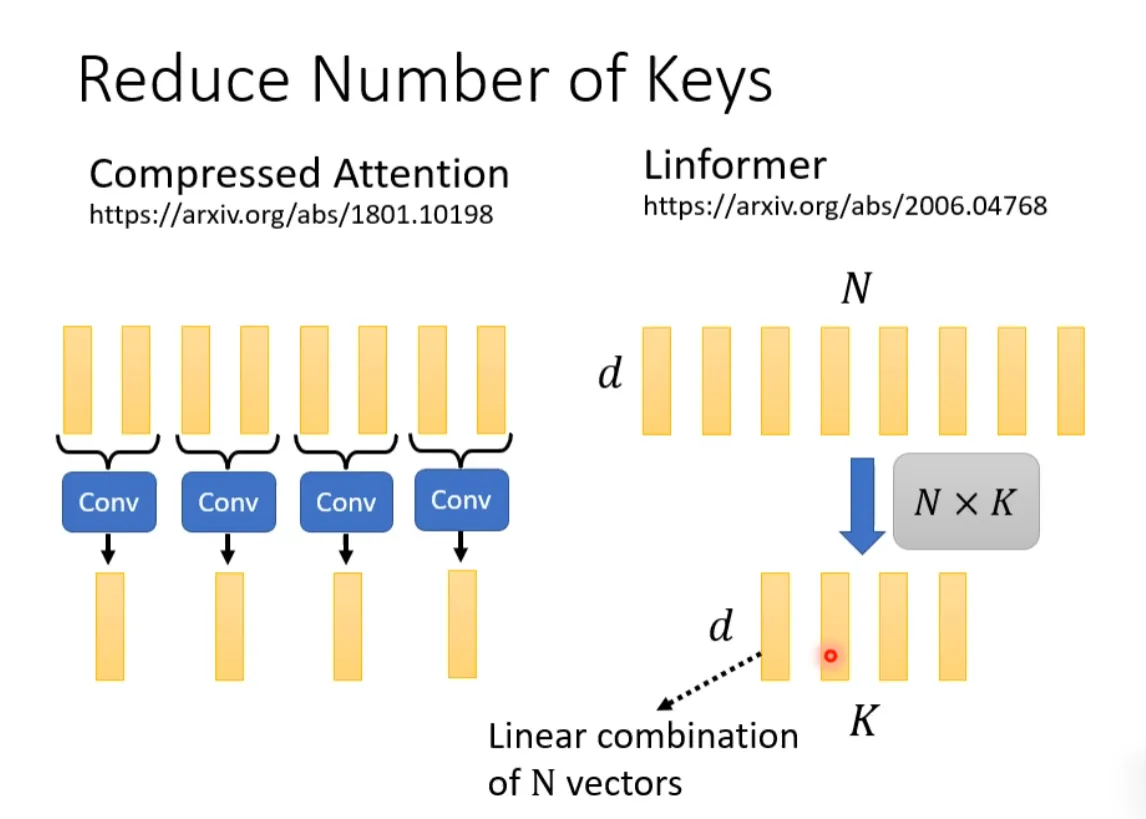 Reduce Number of Keys
Compressed Attention
https://arxiv.org/abs/1801.10198
Linformer
https://arxiv.org/abs/2006.04768
N
d
Conv
Conv
Conv
Conv
N × K
d
K
Linear combination
of N vectors